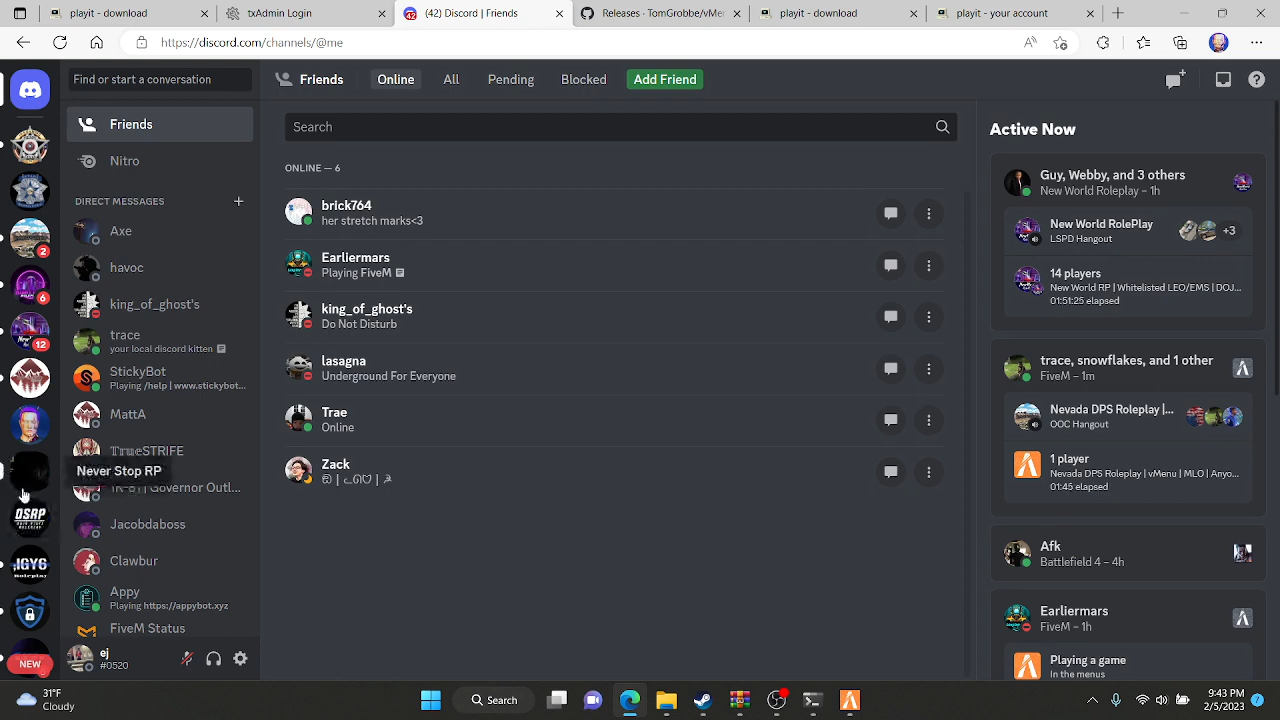 playit - download
txAdmin Login
(42) Discord | Friends
Releases · TomGrobbe/vMe
playit - download
playit - your account
https://discord.com/channels/@me
Find or start a conversation
Friends
Online
All
Pending
Blocked
Add Friend
Friends
Nitro
DIRECT MESSAGES
Axe
havoc
king_of_ghost's
trace
your local discord kitten
StickyBot
Playing /help | www.stickybot...
MattA
TrueSTRIFE
Never Stop RP
Governor Outl...
Jacobdaboss
Clawbur
Appy
Playing https://appybot.xyz
FiveM Status
2
6
12
OSRP
IGYG
Roleplay
NEW
ej
#0520
Search
ONLINE — 6
brick764
her stretch marks<3
Earliermars
Playing FiveM
king_of_ghost's
Do Not Disturb
lasagna
Underground For Everyone
Trae
Online
Zack
Active Now
Guy, Webby, and 3 others
New World Roleplay – 1h
New World RolePlay
LSPD Hangout
+3
14 players
New World RP | Whitelisted LEO/EMS | DOJ...
01:51:25 elapsed
trace, snowflakes, and 1 other
FiveM – 1m
Nevada DPS Roleplay |...
OOC Hangout
1 player
Nevada DPS Roleplay | vMenu | MLO | Anyo...
00:45 elapsed
Afk
Battlefield 4 – 4h
Earliermars
FiveM – 1h
Playing a game
In the menus
31°F
Cloudy
Search
9:43 PM
2/5/2023